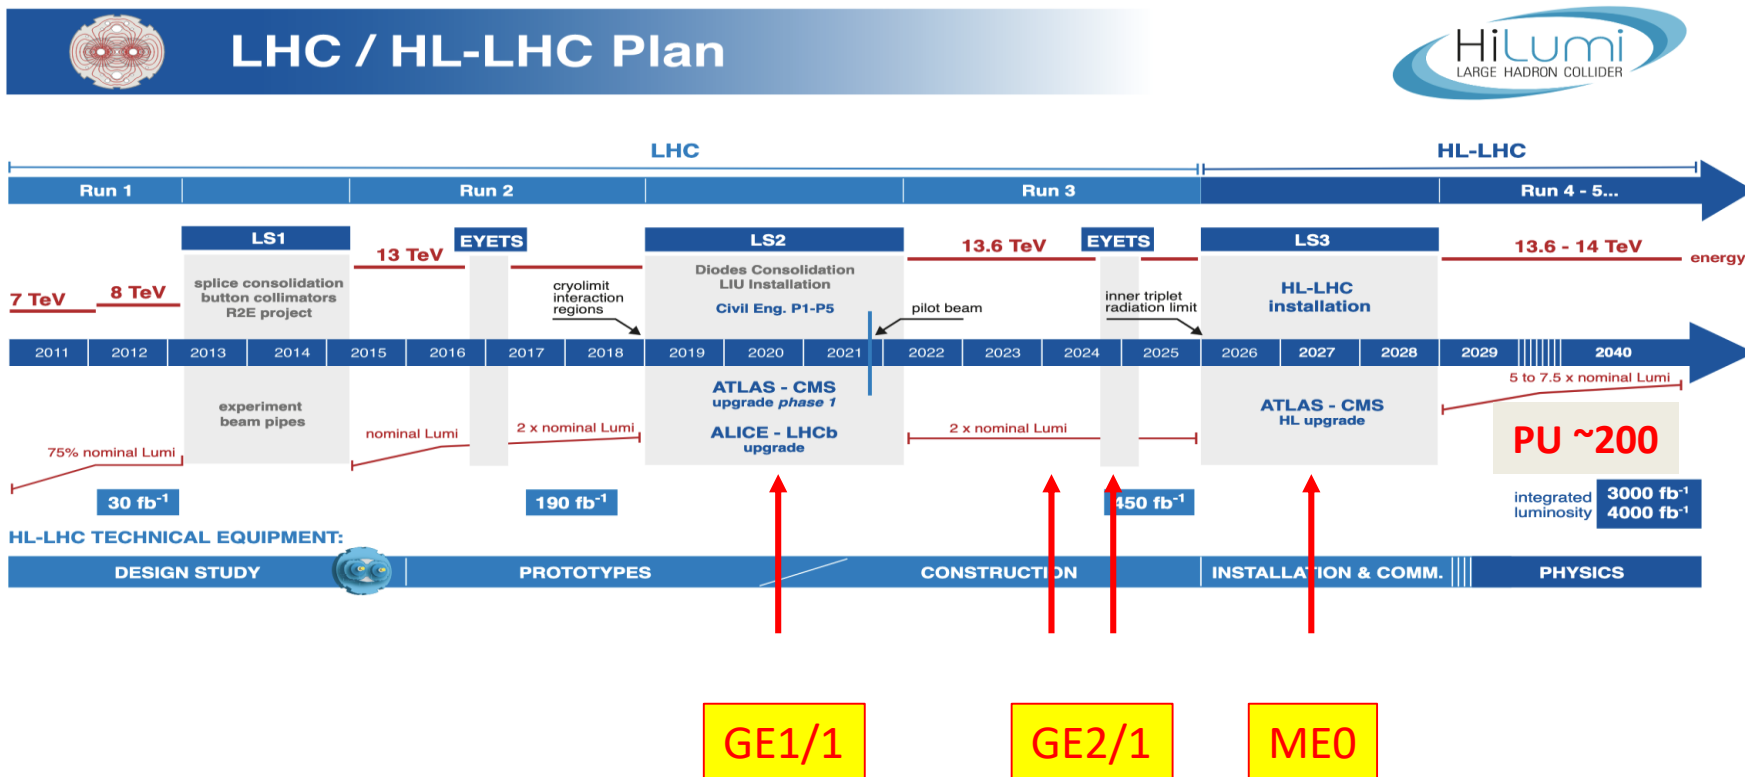 LHC / HL-LHC Plan
HiLumi
LARGE HADRON COLLIDER
LHC
HL-LHC
Run 1
Run 2
Run 3
Run 4 - 5...
LS1
EYETS
LS2
EYETS
LS3
7 TeV
8 TeV
13 TeV
13.6 TeV
13.6 - 14 TeV
energy
splice consolidation
button collimators
R2E project
cryolimit
interaction
regions
Diodes Consolidation
LIU Installation
Civil Eng. P1-P5
pilot beam
inner triplet
radiation limit
HL-LHC
installation
2011
2012
2013
2014
2015
2016
2017
2018
2019
2020
2021
2022
2023
2024
2025
2026
2027
2028
2029
2040
75% nominal Lumi
experiment
beam pipes
nominal Lumi
2 x nominal Lumi
ATLAS - CMS
upgrade phase 1
ALICE - LHCb
upgrade
2 x nominal Lumi
ATLAS - CMS
HL upgrade
5 to 7.5 x nominal Lumi
PU ~200
30 fb⁻¹
190 fb⁻¹
450 fb⁻¹
integrated
luminosity
3000 fb⁻¹
4000 fb⁻¹
HL-LHC TECHNICAL EQUIPMENT:
DESIGN STUDY
PROTOTYPES
CONSTRUCTION
INSTALLATION & COMM.
PHYSICS
GE1/1
GE2/1
ME0